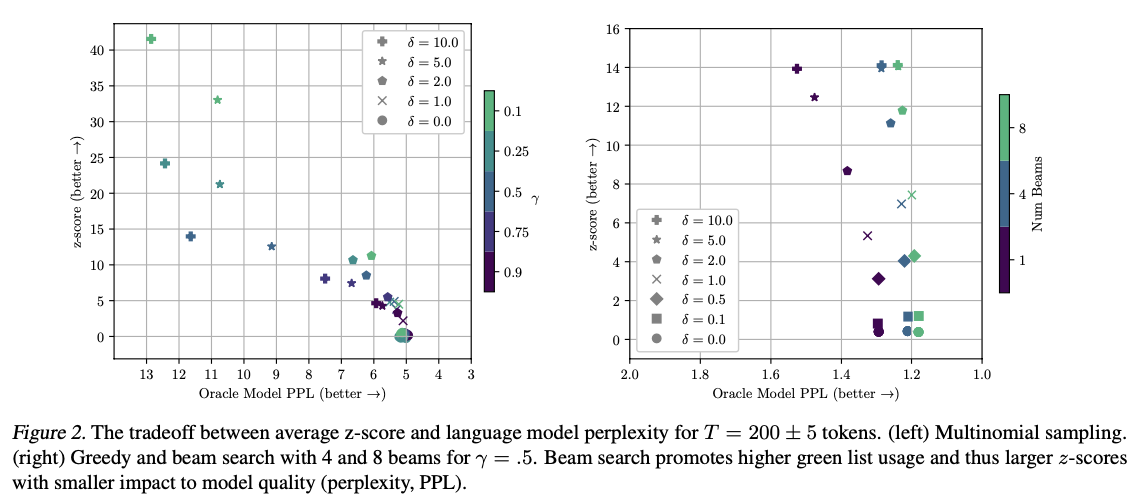 40
35
30
25
20
15
10
5
0
z-score (better →)
13 12 11 10 9 8 7 6 5 4 3
Oracle Model PPL (better →)
δ = 10.0
δ = 5.0
δ = 2.0
δ = 1.0
δ = 0.0
0.1
0.25
0.5
0.75
0.9
γ
16
14
12
10
8
6
4
2
0
z-score (better →)
2.0 1.8 1.6 1.4 1.2 1.0
Oracle Model PPL (better →)
δ = 10.0
δ = 5.0
δ = 2.0
δ = 1.0
δ = 0.5
δ = 0.1
δ = 0.0
8
4
1
Num Beams
Figure 2. The tradeoff between average z-score and language model perplexity for T = 200 ± 5 tokens. (left) Multinomial sampling.
(right) Greedy and beam search with 4 and 8 beams for γ = .5. Beam search promotes higher green list usage and thus larger z-scores
with smaller impact to model quality (perplexity, PPL).